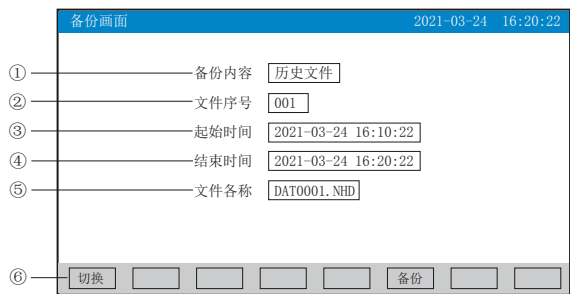 备份画面 2021-03-24 16:20:22
① 备份内容 历史文件
② 文件序号 001
③ 起始时间 2021-03-24 16:10:22
④ 结束时间 2021-03-24 16:20:22
⑤ 文件各称 DAT0001.NHD
⑥ 切换 备份